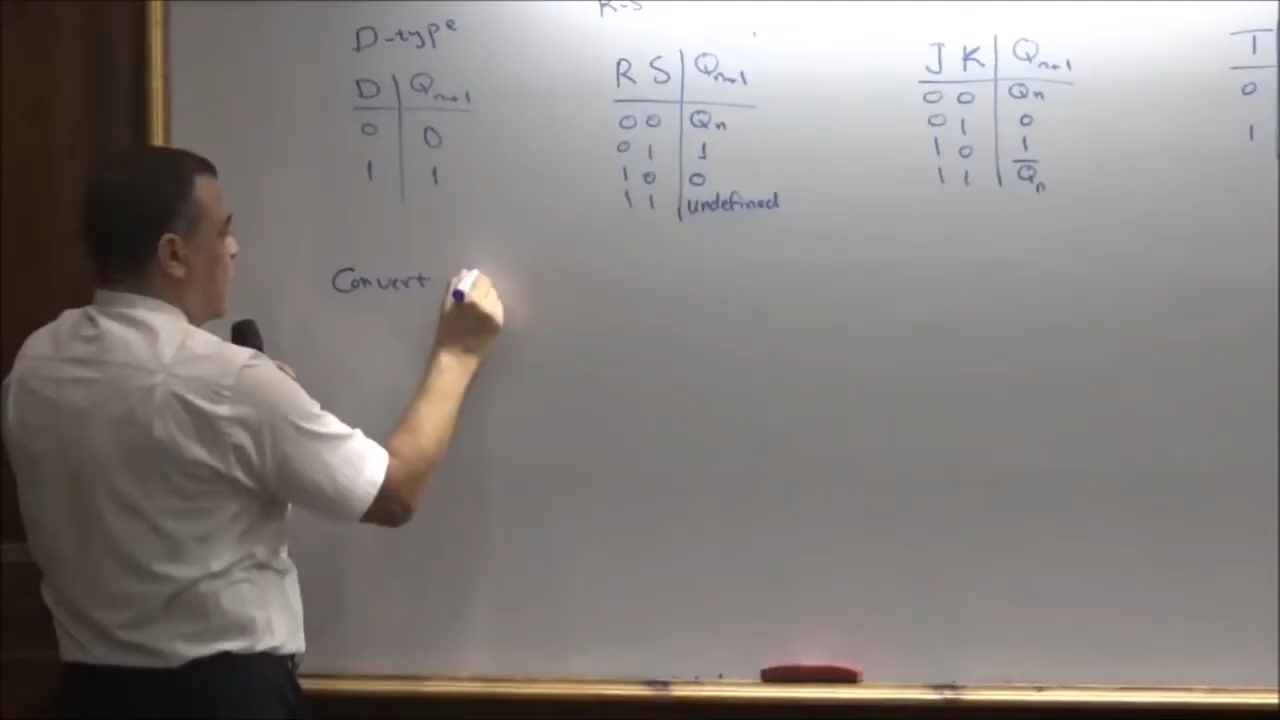 R-S
D-type
D | Qn+1
0 | 0
1 | 1
R S | Qn+1
0 0 | Qn
0 1 | 1
1 0 | 0
1 1 | undefined
J K | Qn+1
0 0 | Qn
0 1 | 0
1 0 | 1
1 1 | Q̅n
T
0
1
Convert